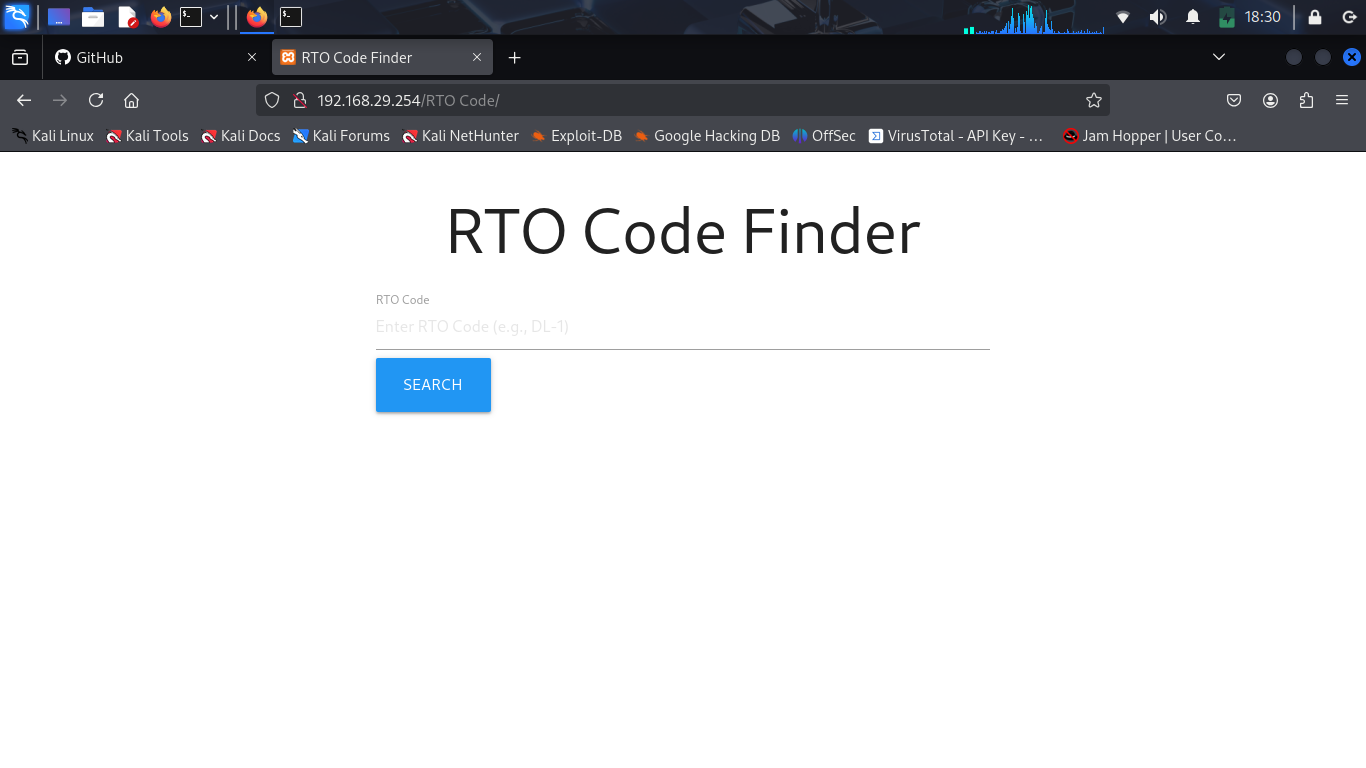 18:30
GitHub
RTO Code Finder
192.168.29.254/RTO Code/
Kali Linux Kali Tools Kali Docs Kali Forums Kali NetHunter Exploit-DB Google Hacking DB OffSec VirusTotal - API Key - … Jam Hopper | User Co…
RTO Code Finder
RTO Code
Enter RTO Code (e.g., DL-1)
SEARCH